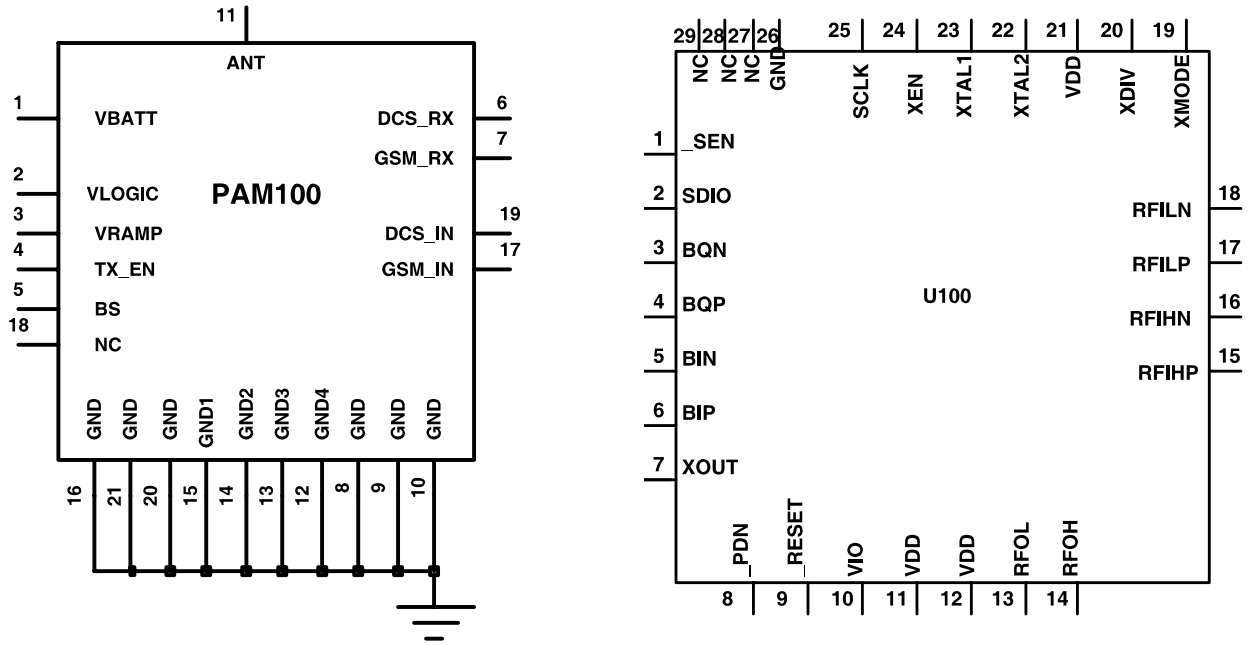 11
ANT
1
VBATT
DCS_RX
6
GSM_RX
7
2
VLOGIC
PAM100
3
VRAMP
DCS_IN
19
4
TX_EN
GSM_IN
17
5
BS
18
NC
GND
GND
GND
GND1
GND2
GND3
GND4
GND
GND
GND
16
21
20
15
14
13
12
8
9
10
29
28
27
26
25
24
23
22
21
20
19
NC
NC
NC
GND
SCLK
XEN
XTAL1
XTAL2
VDD
XDIV
XMODE
1
_SEN
2
SDIO
RFILN
18
3
BQN
RFILP
17
4
BQP
U100
RFIHN
16
5
BIN
RFIHP
15
6
BIP
7
XOUT
_PDN
_RESET
VIO
VDD
VDD
RFOL
RFOH
8
9
10
11
12
13
14